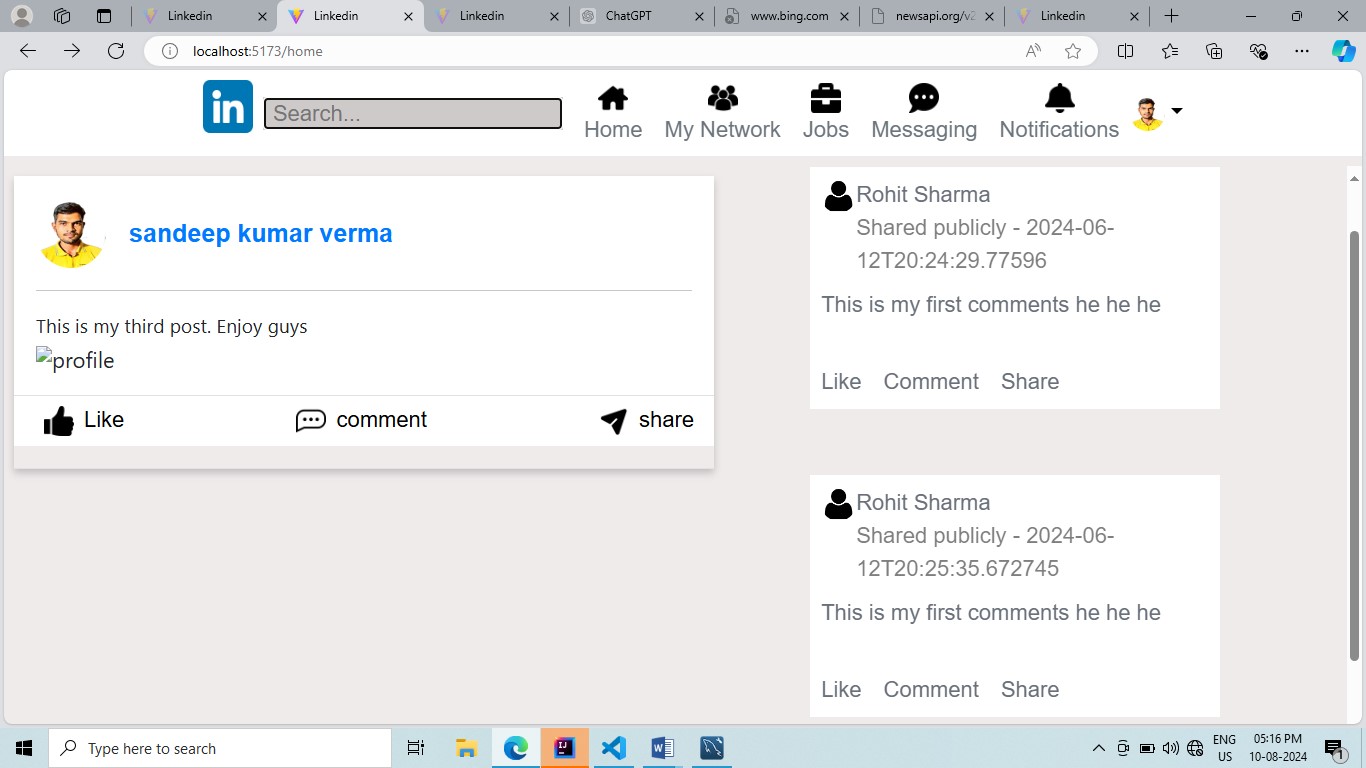 Linkedin
Linkedin
Linkedin
ChatGPT
www.bing.com
newsapi.org/v2
Linkedin
localhost:5173/home
in
Search...
Home
My Network
Jobs
Messaging
Notifications
sandeep kumar verma
This is my third post. Enjoy guys
profile
Like
comment
share
Rohit Sharma
Shared publicly - 2024-06-
12T20:24:29.77596
This is my first comments he he he
Like Comment Share
Rohit Sharma
Shared publicly - 2024-06-
12T20:25:35.672745
This is my first comments he he he
Like Comment Share
Type here to search
ENG
US
05:16 PM
10-08-2024
1